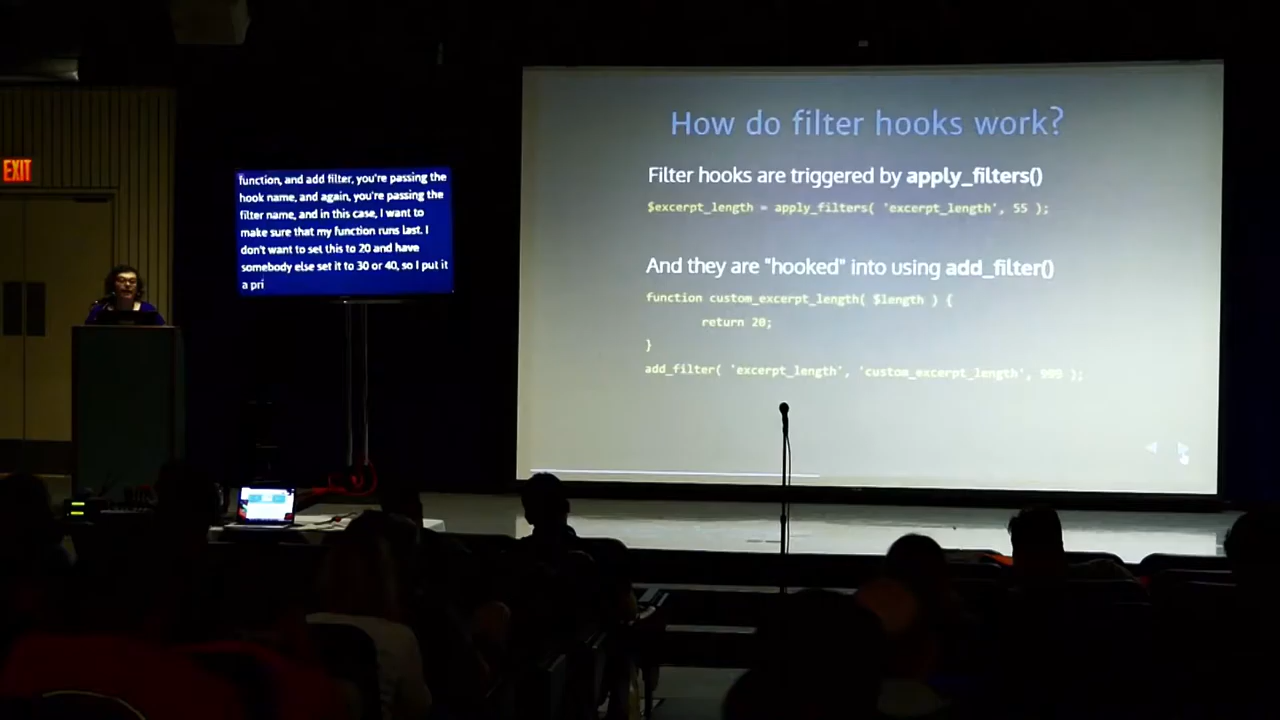 EXIT
function, and add filter, you're passing the
hook name, and again, you're passing the
filter name, and in this case, I want to
make sure that my function runs last. I
don't want to set this to 20 and have
somebody else set it to 30 or 40, so I put it
a pri
How do filter hooks work?
Filter hooks are triggered by apply_filters()
$excerpt_length = apply_filters( 'excerpt_length', 55 );
And they are "hooked" into using add_filter()
function custom_excerpt_length( $length ) {
return 20;
}
add_filter( 'excerpt_length', 'custom_excerpt_length', 999 );